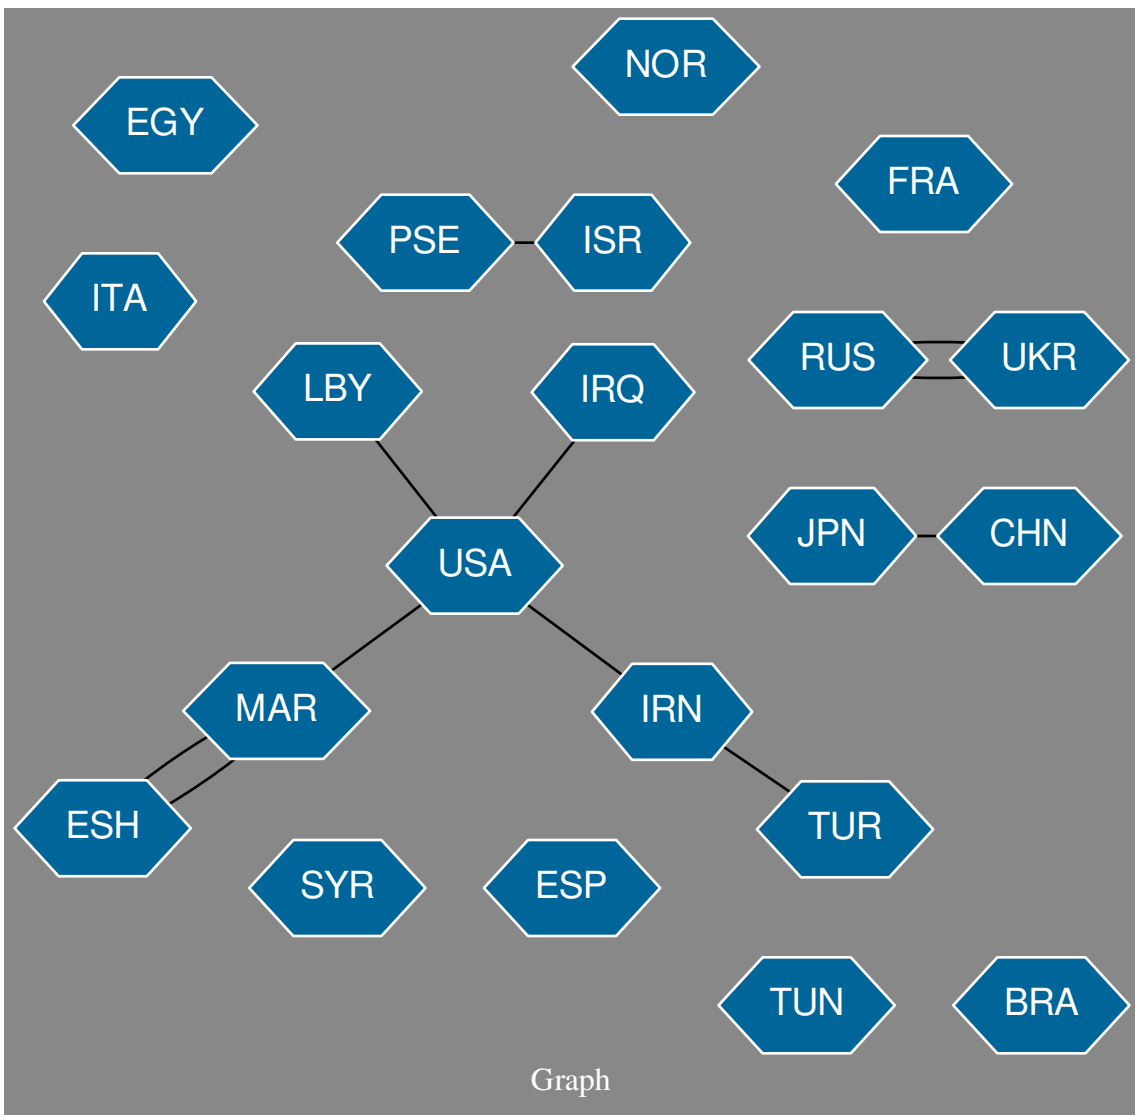 NOR
EGY
FRA
PSE
ISR
ITA
RUS
UKR
LBY
IRQ
JPN
CHN
USA
MAR
IRN
ESH
TUR
SYR
ESP
TUN
BRA
Graph